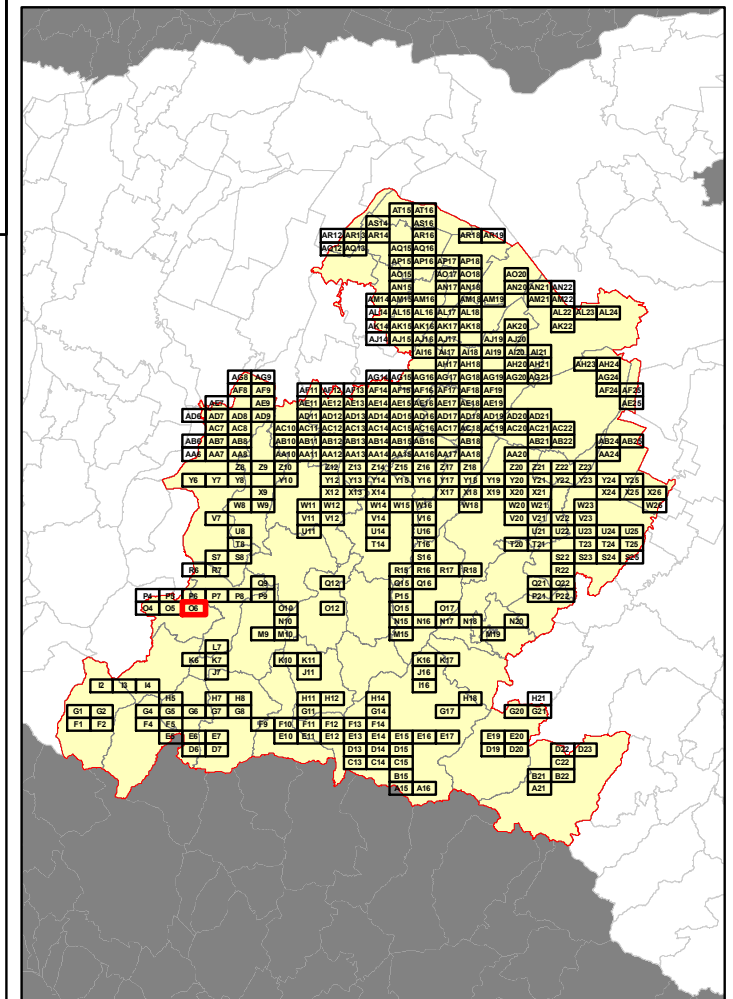 AT15 AT16
AS14 AS16
AR12 AR13 AR14 AR16 AR18 AR19
AQ12 AQ13 AQ15 AQ16
AP15 AP16 AP17 AP18
AO15 AO17 AO18 AO20
AN15 AN17 AN18 AN20 AN21 AN22
AM14 AM15 AM16 AM18 AM19 AM21 AM22
AL14 AL15 AL16 AL17 AL18 AL22 AL23 AL24
AK14 AK15 AK16 AK17 AK18 AK20 AK22
AJ14 AJ15 AJ16 AJ17 AJ19 AJ20
AI16 AI17 AI18 AI19 AI20 AI21
AH17 AH18 AH20 AH21 AH23 AH24
AG8 AG9 AG14 AG15 AG16 AG17 AG18 AG19 AG20 AG21 AG24
AF8 AF9 AF11 AF12 AF13 AF14 AF15 AF16 AF17 AF18 AF19 AF24 AF25
AE7 AE9 AE11 AE12 AE13 AE14 AE15 AE16 AE17 AE18 AE19 AE25
AD6 AD7 AD8 AD9 AD11 AD12 AD13 AD14 AD15 AD16 AD17 AD18 AD19 AD20 AD21
AC7 AC8 AC10 AC11 AC12 AC13 AC14 AC15 AC16 AC17 AC18 AC19 AC20 AC21 AC22
AB6 AB7 AB8 AB10 AB11 AB12 AB13 AB14 AB15 AB16 AB18 AB21 AB22 AB24 AB25
AA6 AA7 AA8 AA10 AA11 AA12 AA13 AA14 AA15 AA16 AA17 AA18 AA20 AA24
Z8 Z9 Z10 Z12 Z13 Z14 Z15 Z16 Z17 Z18 Z20 Z21 Z22 Z23
Y6 Y7 Y8 Y10 Y12 Y13 Y14 Y15 Y16 Y17 Y18 Y19 Y20 Y21 Y22 Y23 Y24 Y25
X9 X12 X13 X14 X17 X18 X19 X20 X21 X24 X25 X26
W8 W9 W11 W12 W14 W15 W16 W18 W20 W21 W23 W26
V7 V11 V12 V14 V16 V20 V21 V22 V23
U8 U11 U14 U16 U21 U22 U23 U24 U25
T8 T14 T16 T20 T21 T23 T24 T25
S7 S8 S16 S22 S23 S24 S25
R6 R7 R15 R16 R17 R18 R22
Q9 Q12 Q15 Q16 Q21 Q22
P4 P5 P6 P7 P8 P9 P15 P21 P22
O4 O5 O6 O10 O12 O15 O17
N10 N15 N16 N17 N18 N20
M9 M10 M15 M19
L7
K6 K7 K10 K11 K16 K17
J7 J11 J16
I2 I3 I4 I16
H5 H7 H8 H11 H12 H14 H18 H21
G1 G2 G4 G5 G6 G7 G8 G11 G14 G17 G20 G21
F1 F2 F4 F5 F9 F10 F11 F12 F13 F14
E5 E6 E7 E10 E11 E12 E13 E14 E15 E16 E17 E19 E20
D6 D7 D13 D14 D15 D19 D20 D22 D23
C13 C14 C15 C22
B15 B21 B22
A15 A16 A21